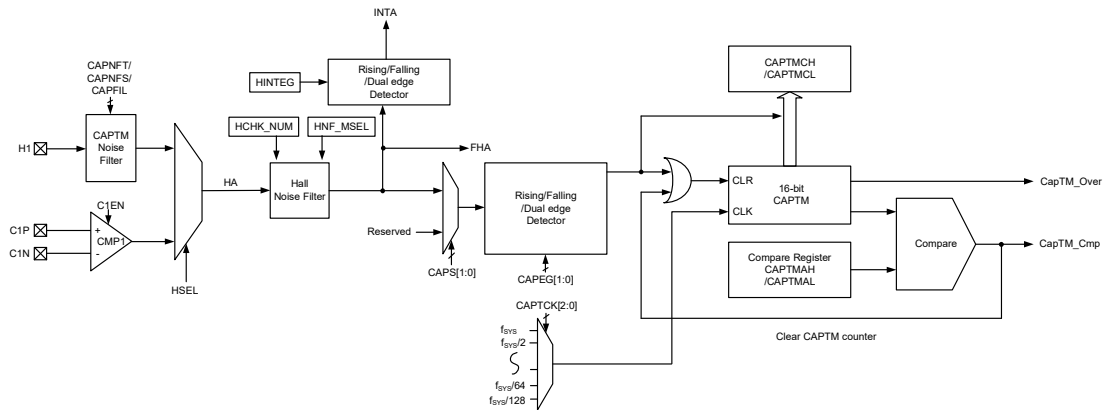 INTA
CAPNFT/
CAPNFS/
CAPFIL
HINTEG
Rising/Falling
/Dual edge
Detector
CAPTMCH
/CAPTMCL
H1
CAPTM
Noise
Filter
HCHK_NUM
HNF_MSEL
FHA
HA
Hall
Noise Filter
Rising/Falling
/Dual edge
Detector
CLR
16-bit
CAPTM
CLK
CapTM_Over
C1EN
C1P
+
CMP1
C1N
-
Reserved
HSEL
CAPS[1:0]
CAPEG[1:0]
Compare Register
CAPTMAH
/CAPTMAL
Compare
CapTM_Cmp
CAPTCK[2:0]
Clear CAPTM counter
fSYS
fSYS/2
fSYS/64
fSYS/128